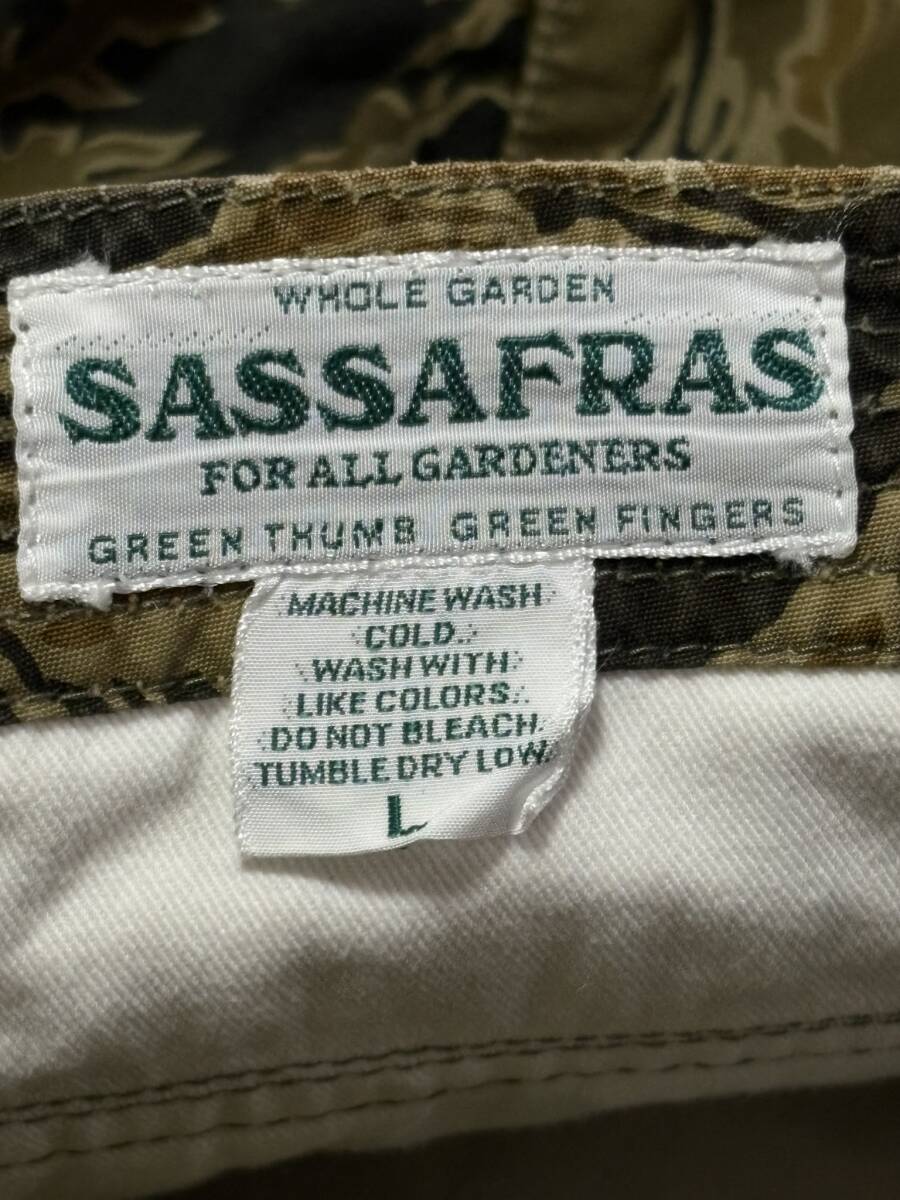 WHOLE GARDEN
SASSAFRAS
FOR ALL GARDENERS
GREEN THUMB GREEN FINGERS
MACHINE WASH
COLD.
WASH WITH
LIKE COLORS.
DO NOT BLEACH.
TUMBLE DRY LOW.
L